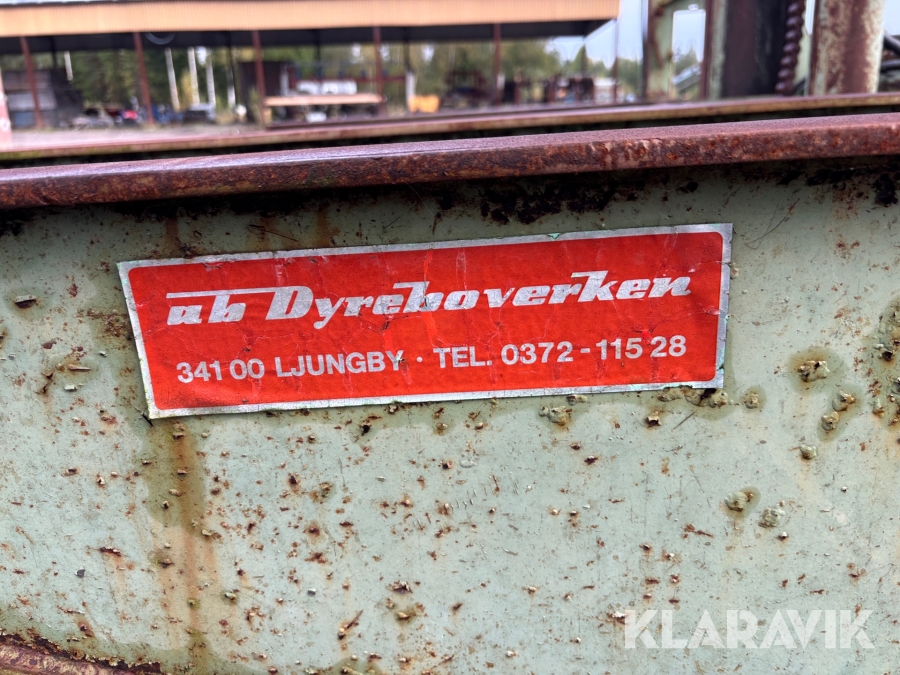 ab Dyreboverken
341 00 LJUNGBY · TEL. 0372 - 115 28
KLARAVIK